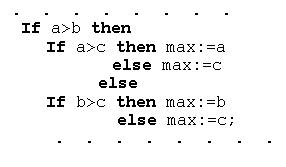 . . . . . . . .
If a>b then
If a>c then max:=a
else max:=c
else
If b>c then max:=b
else max:=c;
. . . . . . . .